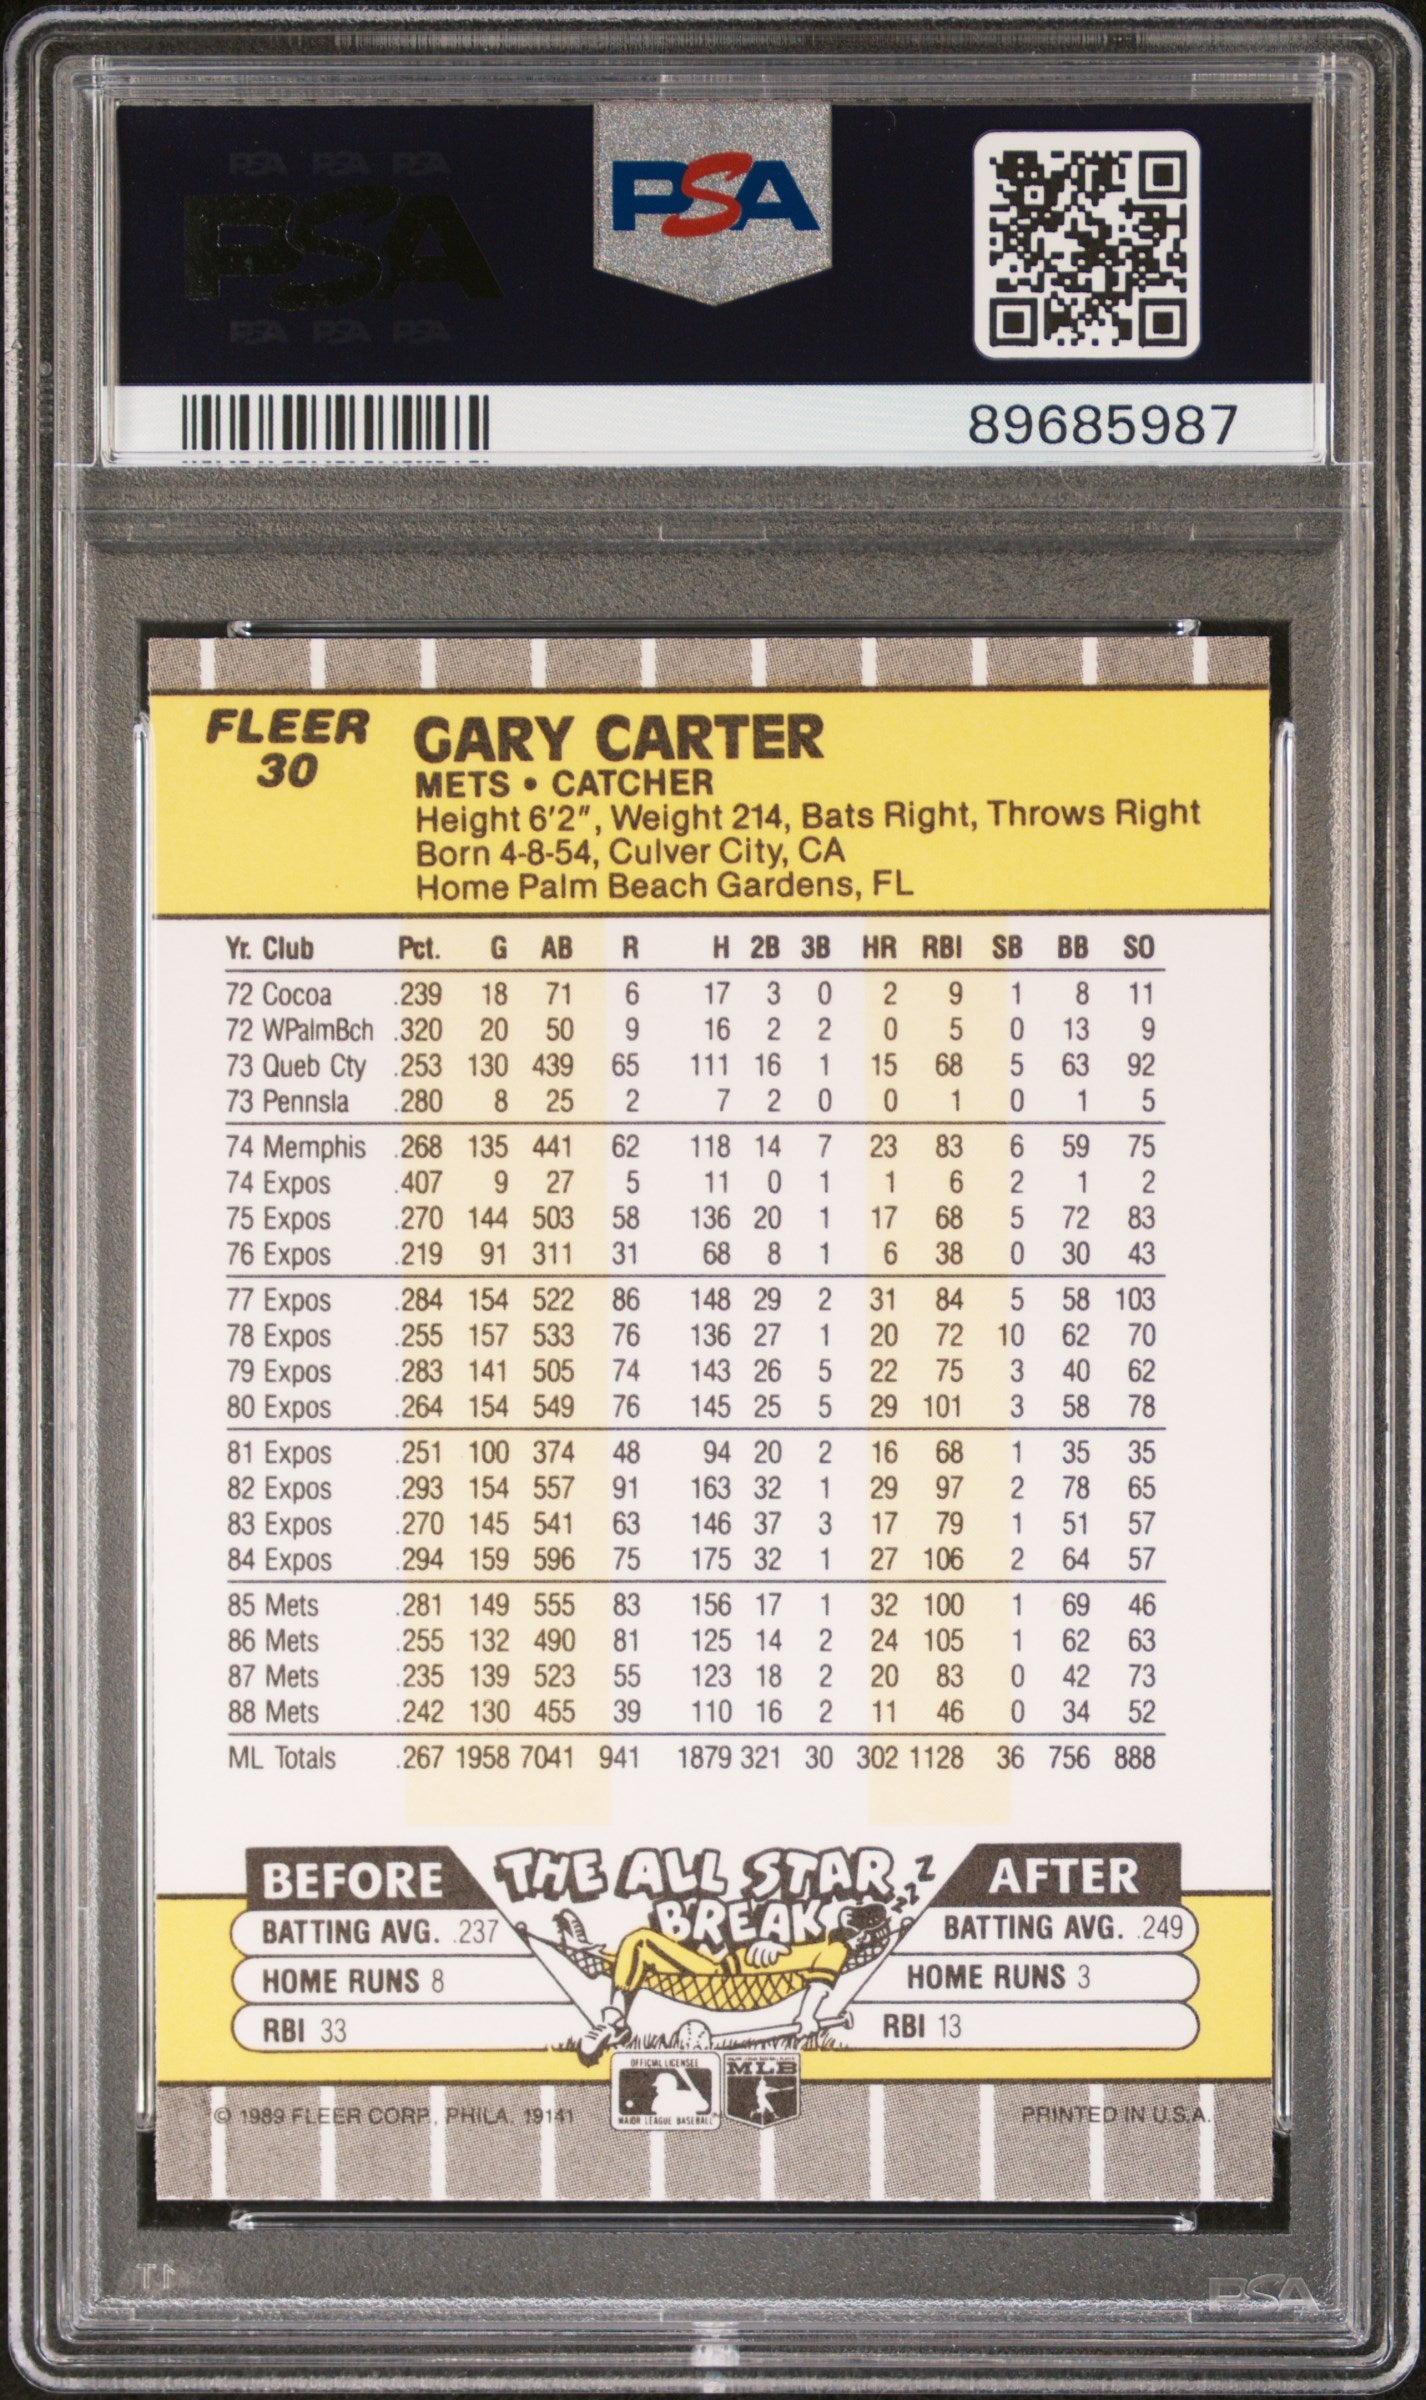 PSA PSA PSA
PSA
PSA PSA PSA
PSA
89685987
FLEER
30
GARY CARTER
METS • CATCHER
Height 6'2", Weight 214, Bats Right, Throws Right
Born 4-8-54, Culver City, CA
Home Palm Beach Gardens, FL
Yr. Club Pct. G AB R H 2B 3B HR RBI SB BB SO
72 Cocoa .239 18 71 6 17 3 0 2 9 1 8 11
72 WPalmBch .320 20 50 9 16 2 2 0 5 0 13 9
73 Queb Cty .253 130 439 65 111 16 1 15 68 5 63 92
73 Pennsla .280 8 25 2 7 2 0 0 1 0 1 5
74 Memphis .268 135 441 62 118 14 7 23 83 6 59 75
74 Expos .407 9 27 5 11 0 1 1 6 2 1 2
75 Expos .270 144 503 58 136 20 1 17 68 5 72 83
76 Expos .219 91 311 31 68 8 1 6 38 0 30 43
77 Expos .284 154 522 86 148 29 2 31 84 5 58 103
78 Expos .255 157 533 76 136 27 1 20 72 10 62 70
79 Expos .283 141 505 74 143 26 5 22 75 3 40 62
80 Expos .264 154 549 76 145 25 5 29 101 3 58 78
81 Expos .251 100 374 48 94 20 2 16 68 1 35 35
82 Expos .293 154 557 91 163 32 1 29 97 2 78 65
83 Expos .270 145 541 63 146 37 3 17 79 1 51 57
84 Expos .294 159 596 75 175 32 1 27 106 2 64 57
85 Mets .281 149 555 83 156 17 1 32 100 1 69 46
86 Mets .255 132 490 81 125 14 2 24 105 1 62 63
87 Mets .235 139 523 55 123 18 2 20 83 0 42 73
88 Mets .242 130 455 39 110 16 2 11 46 0 34 52
ML Totals .267 1958 7041 941 1879 321 30 302 1128 36 756 888
BEFORE
BATTING AVG. .237
HOME RUNS 8
RBI 33
THE ALL STAR
BREAK
ZZZZ
AFTER
BATTING AVG. .249
HOME RUNS 3
RBI 13
OFFICIAL LICENSEE
MAJOR LEAGUE BASEBALL
MLB
© 1989 FLEER CORP., PHILA. 19141
PRINTED IN U.S.A.
PSA